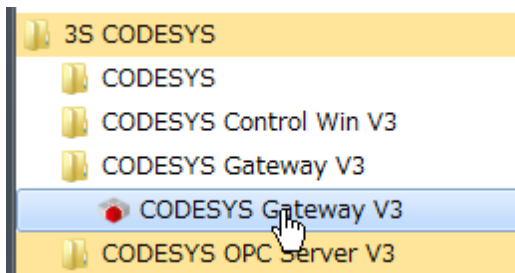 3S CODESYS
CODESYS
CODESYS Control Win V3
CODESYS Gateway V3
CODESYS Gateway V3
CODESYS OPC Server V3